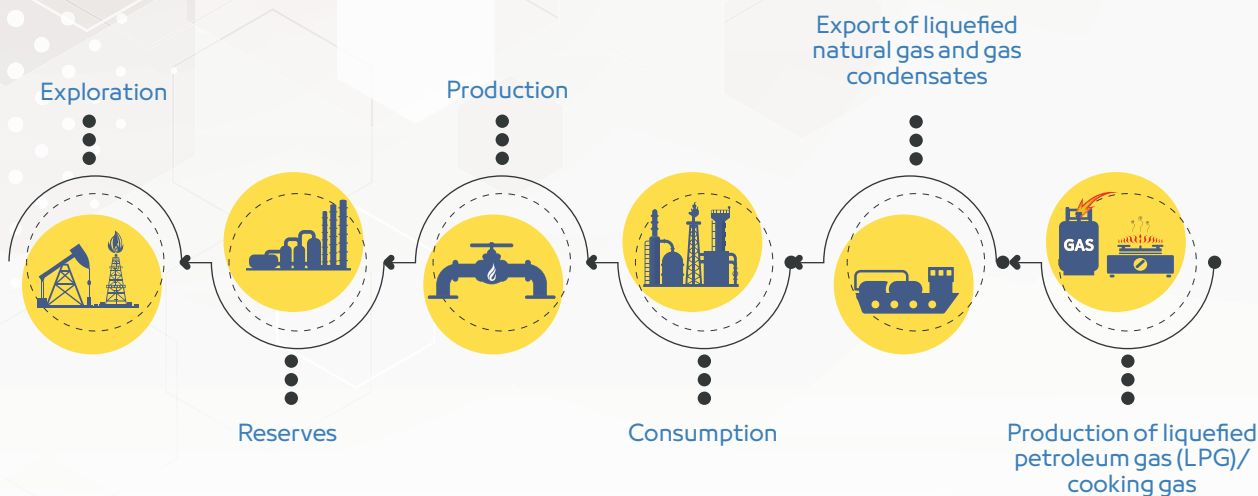 Exploration
Reserves
Production
Consumption
Export of liquefied
natural gas and gas
condensates
GAS
Production of liquefied
petroleum gas (LPG)/
cooking gas